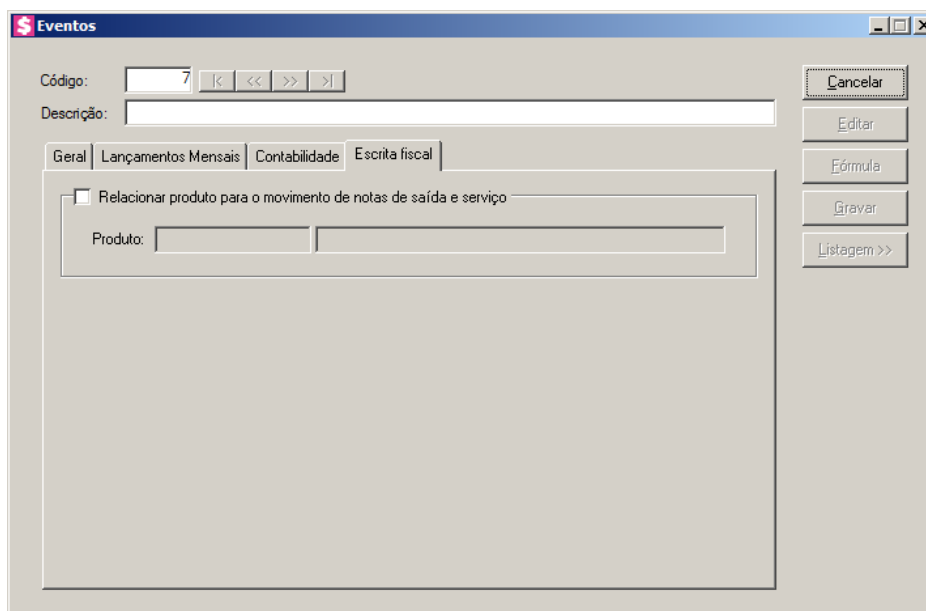 Eventos
Código: 7 |< << >> >|
Cancelar
Descrição:
Editar
Geral Lançamentos Mensais Contabilidade Escrita fiscal
Fórmula
Relacionar produto para o movimento de notas de saída e serviço
Gravar
Produto:
Listagem >>